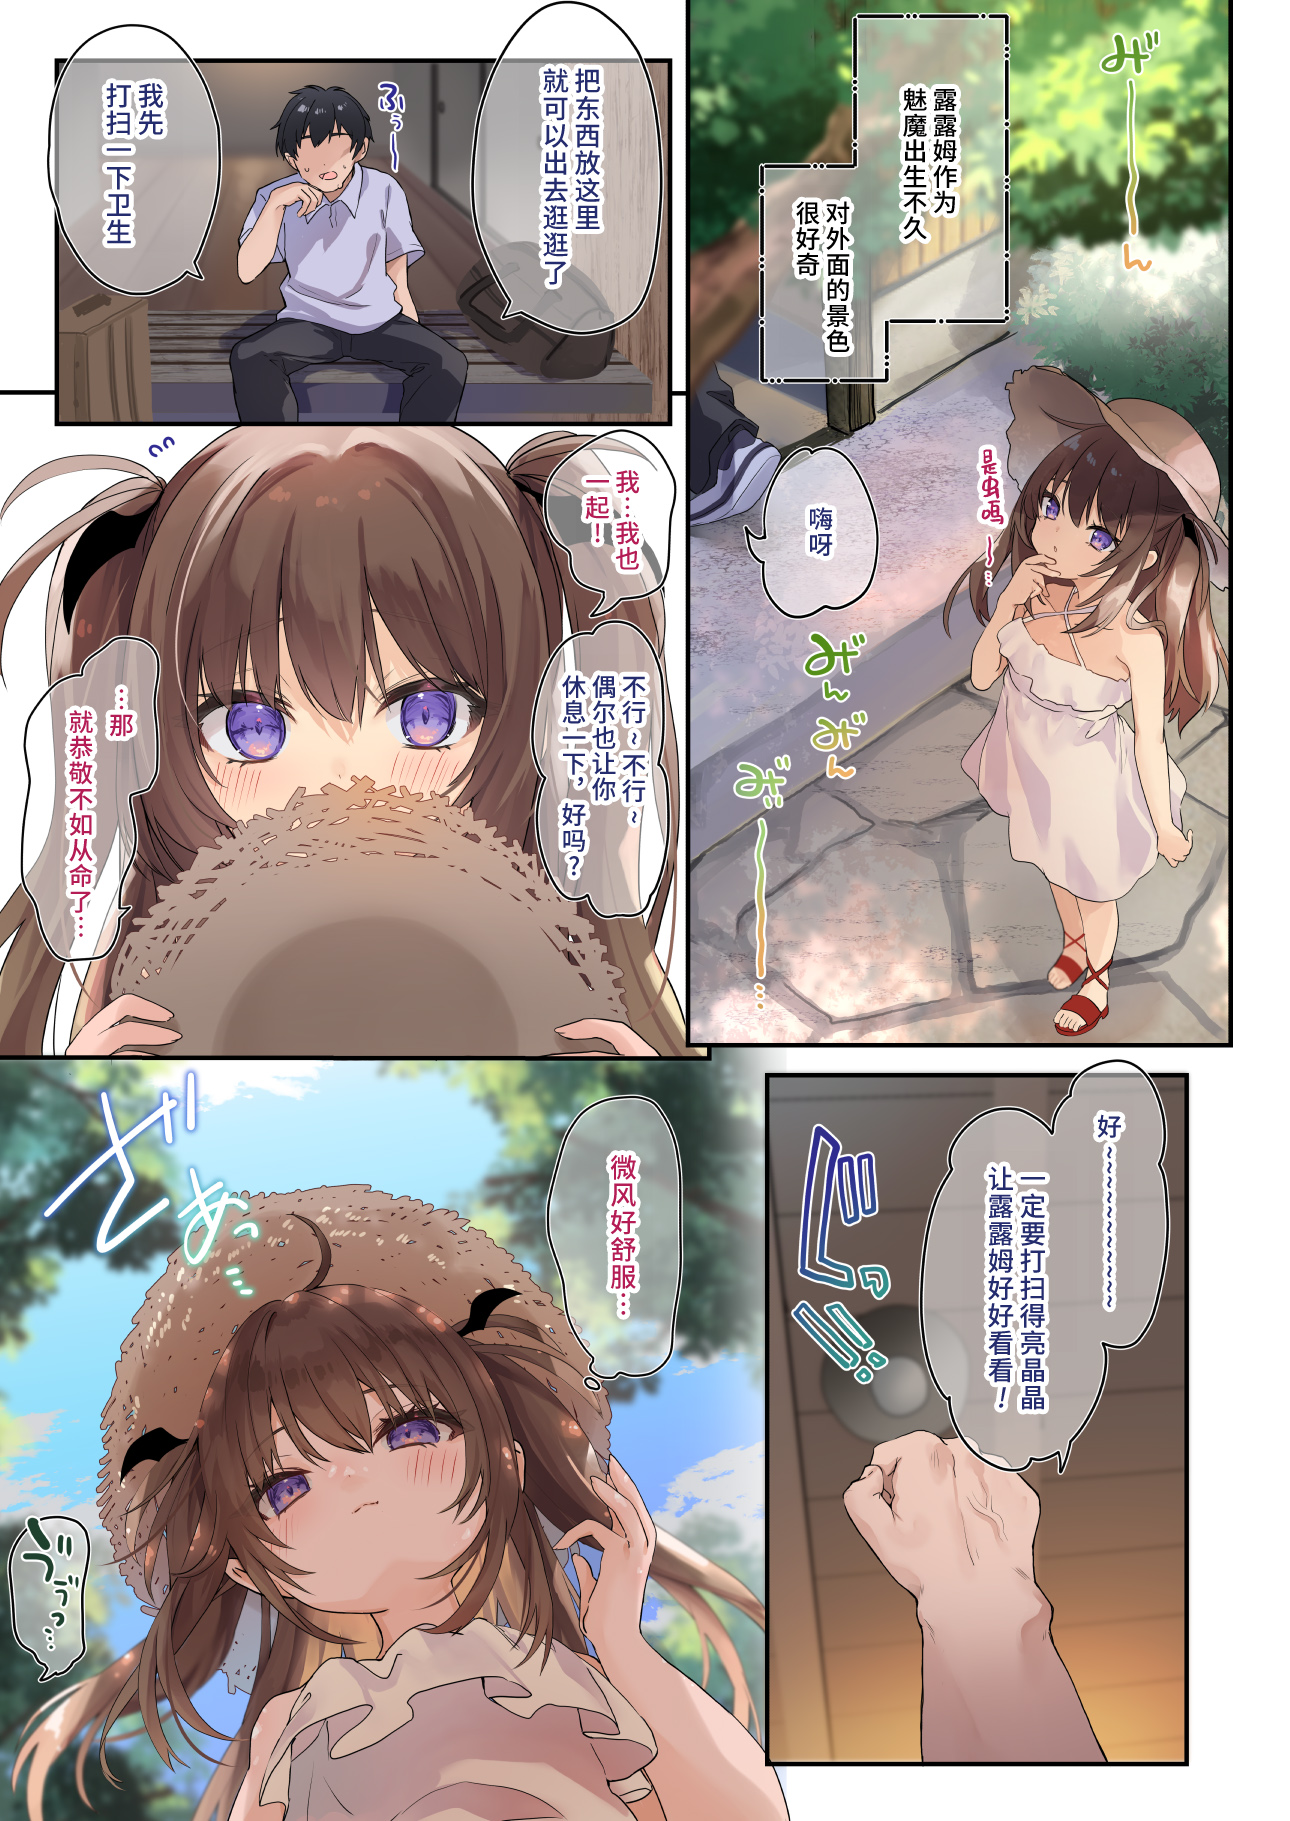 み゛
～
ん
露露姆作为
魅魔出生不久
对外面的景色
很好奇
是虫吗
～…
嗨呀
み゛
ん
み゛
ん
み゛
～…
把东西放这里
就可以出去逛逛了
ふぅ～
我先
打扫一下卫生
我…我也
一起！
不行~不行~
偶尔也让你
休息一下，好吗？
…那
就恭敬不如从命了…
好~~~~~~~~~~~~
一定要打扫得亮晶晶
让露露姆好好看看！
微风好舒服…
ざ
あっ